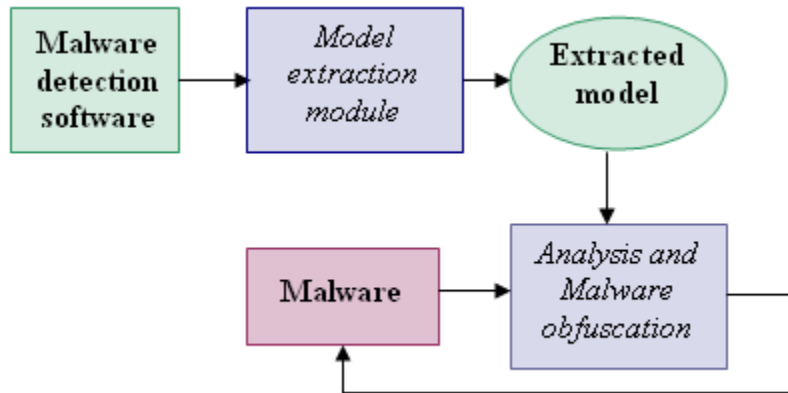 Malware
detection
software
Model
extraction
module
Extracted
model
Malware
Analysis and
Malware
obfuscation